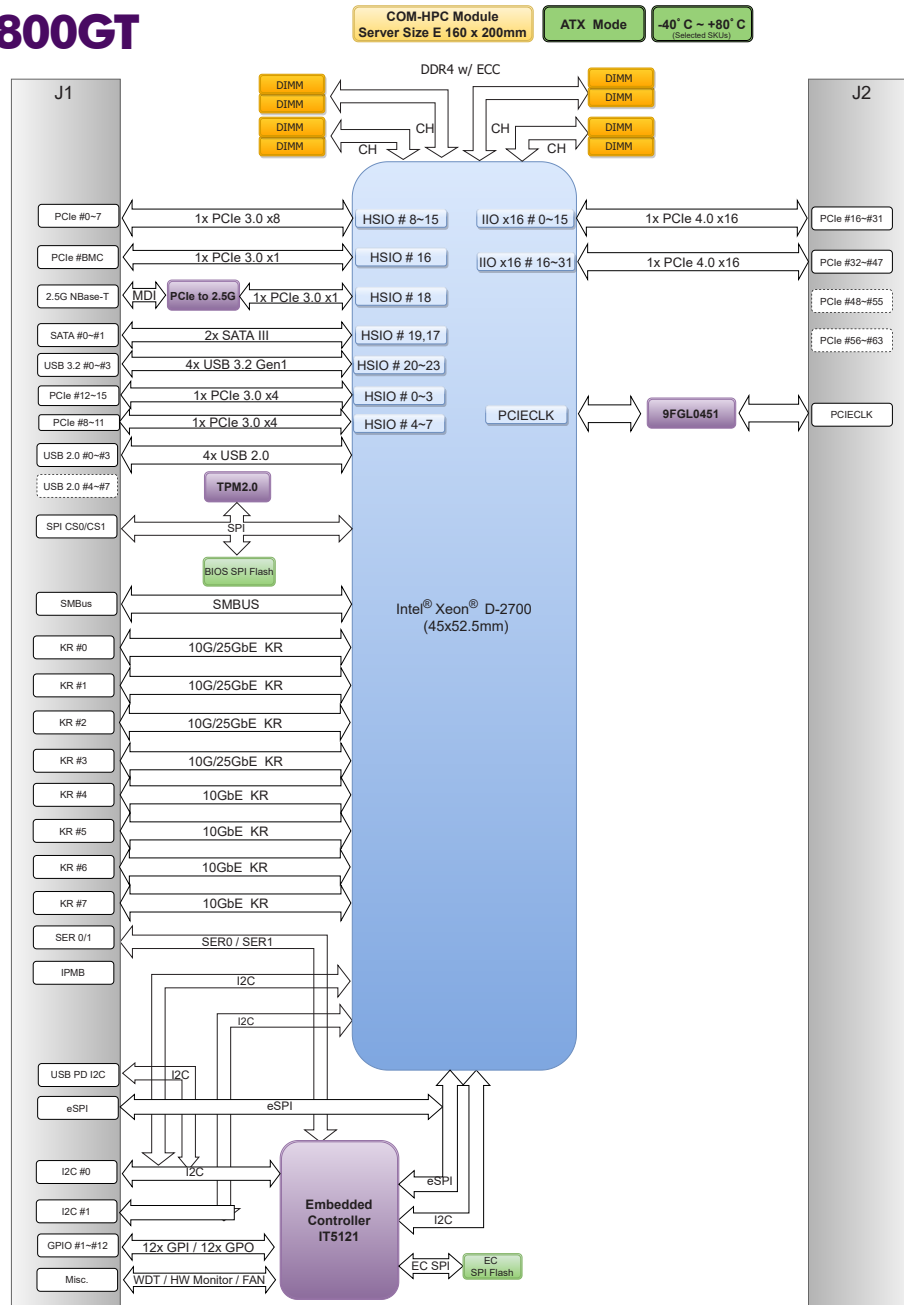 800GT
COM-HPC Module
Server Size E 160 x 200mm
ATX Mode
-40° C ~ +80° C
(Selected SKUs)
DDR4 w/ ECC
J1
J2
DIMM
DIMM
DIMM
DIMM
DIMM
DIMM
DIMM
DIMM
CH
CH
CH
CH
PCIe #0~7
1x PCIe 3.0 x8
HSIO # 8~15
IIO x16 # 0~15
1x PCIe 4.0 x16
PCIe #16~#31
PCIe #BMC
1x PCIe 3.0 x1
HSIO # 16
IIO x16 # 16~31
1x PCIe 4.0 x16
PCIe #32~#47
2.5G NBase-T
MDI
PCIe to 2.5G
1x PCIe 3.0 x1
HSIO # 18
PCIe #48~#55
SATA #0~#1
2x SATA III
HSIO # 19,17
PCIe #56~#63
USB 3.2 #0~#3
4x USB 3.2 Gen1
HSIO # 20~23
PCIe #12~15
1x PCIe 3.0 x4
HSIO # 0~3
PCIe #8~11
1x PCIe 3.0 x4
HSIO # 4~7
PCIECLK
9FGL0451
PCIECLK
USB 2.0 #0~#3
4x USB 2.0
USB 2.0 #4~#7
TPM2.0
SPI CS0/CS1
SPI
BIOS SPI Flash
SMBus
SMBUS
Intel® Xeon® D-2700
(45x52.5mm)
KR #0
10G/25GbE KR
KR #1
10G/25GbE KR
KR #2
10G/25GbE KR
KR #3
10G/25GbE KR
KR #4
10GbE KR
KR #5
10GbE KR
KR #6
10GbE KR
KR #7
10GbE KR
SER 0/1
SER0 / SER1
IPMB
I2C
I2C
USB PD I2C
I2C
eSPI
eSPI
I2C #0
I2C
eSPI
I2C #1
I2C
Embedded
Controller
IT5121
GPIO #1~#12
12x GPI / 12x GPO
EC SPI
EC
SPI Flash
Misc.
WDT / HW Monitor / FAN